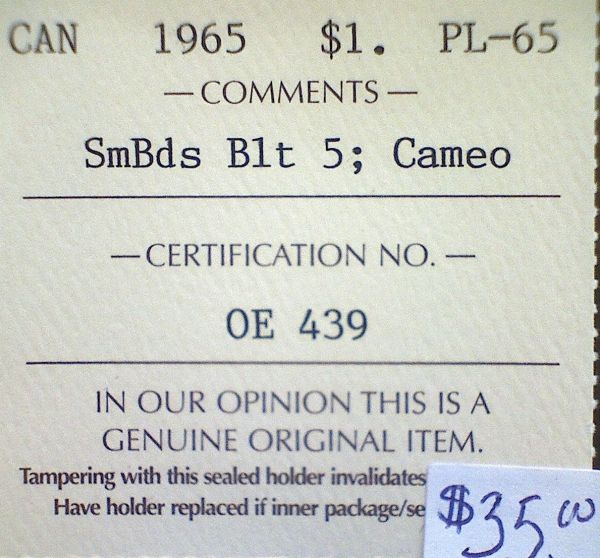 CAN 1965 $1. PL-65
— COMMENTS —
SmBds Blt 5; Cameo
— CERTIFICATION NO. —
OE 439
IN OUR OPINION THIS IS A
GENUINE ORIGINAL ITEM.
Tampering with this sealed holder invalidates
Have holder replaced if inner package/se
$35.00